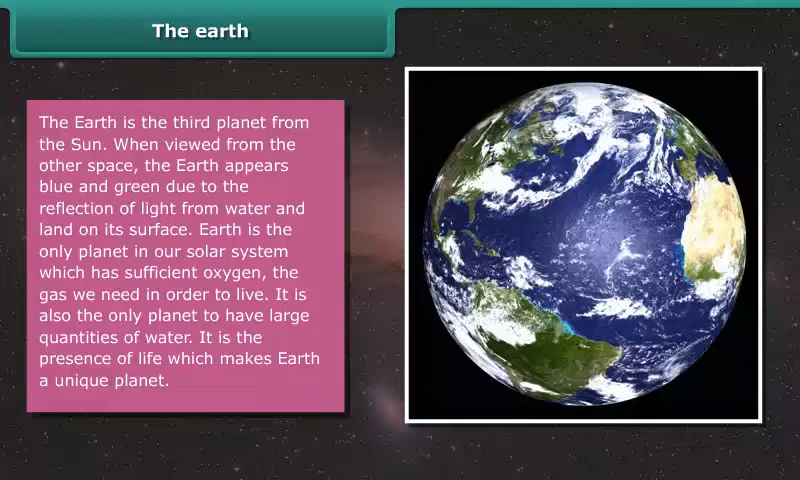 The earth
The Earth is the third planet from
the Sun. When viewed from the
other space, the Earth appears
blue and green due to the
reflection of light from water and
land on its surface. Earth is the
only planet in our solar system
which has sufficient oxygen, the
gas we need in order to live. It is
also the only planet to have large
quantities of water. It is the
presence of life which makes Earth
a unique planet.